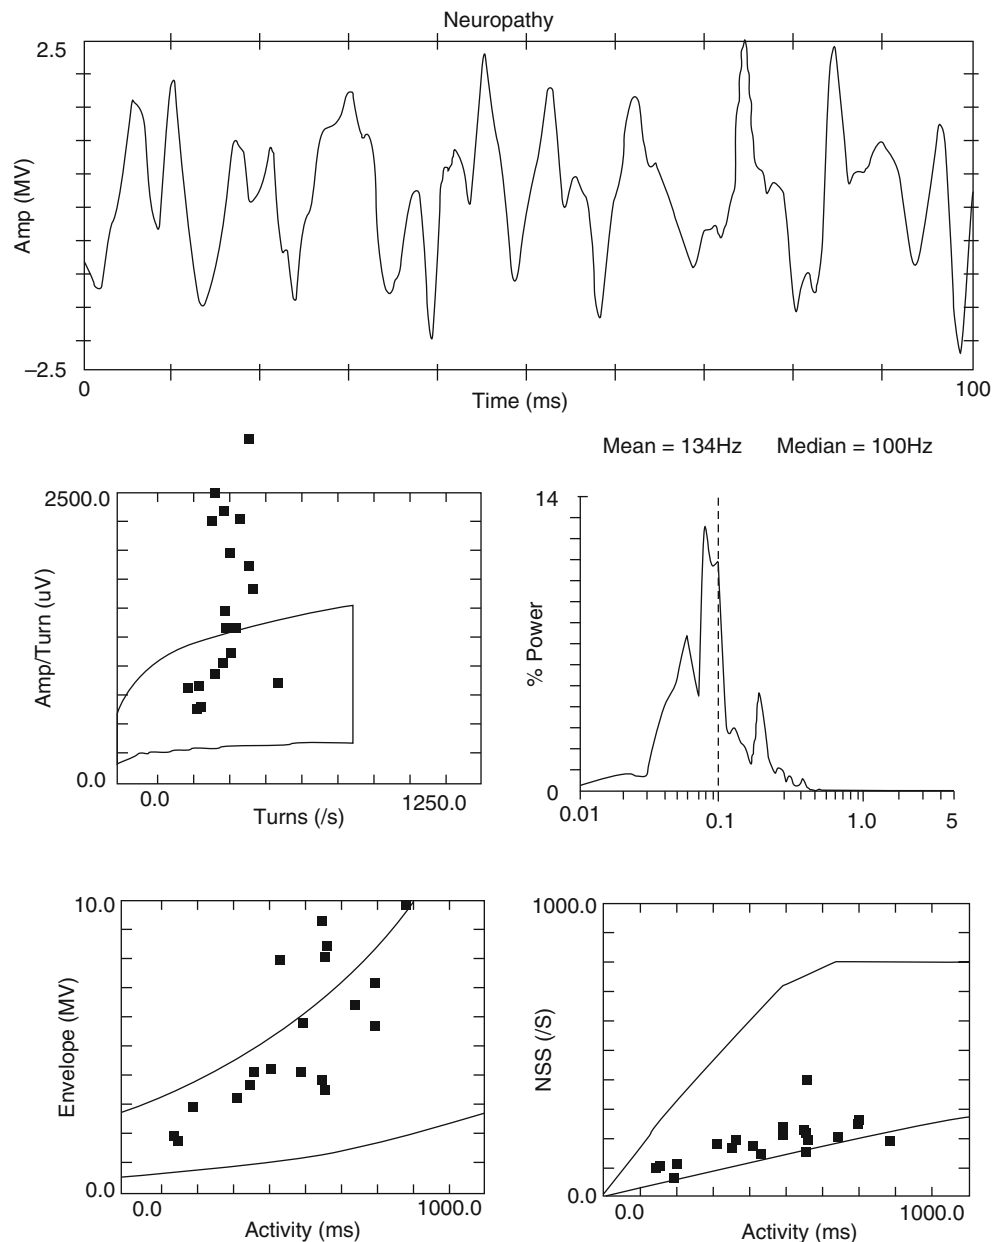 Neuropathy
2.5
Amp (MV)
–2.5
0
100
Time (ms)
Mean = 134Hz Median = 100Hz
2500.0
Amp/Turn (uV)
0.0
0.0
1250.0
Turns (/s)
14
% Power
0
0.01
0.1
1.0
5
10.0
Envelope (MV)
0.0
0.0
1000.0
Activity (ms)
1000.0
NSS (/S)
0.0
0.0
1000.0
Activity (ms)